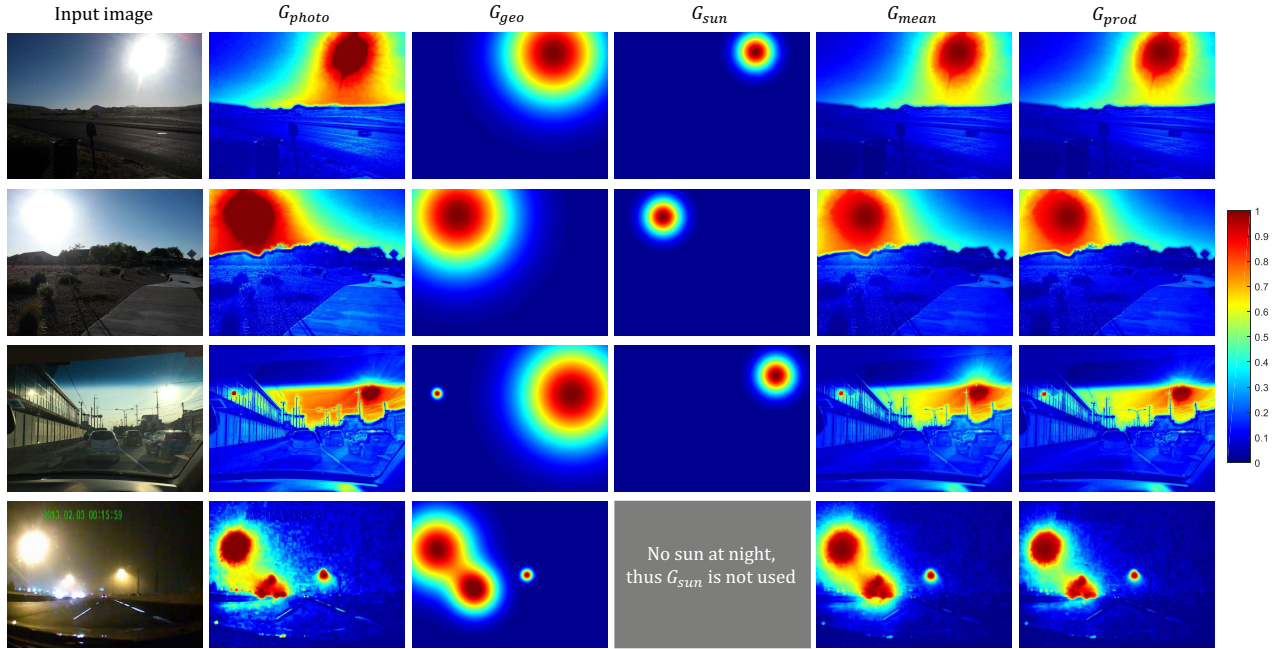 Input image
G_photo
G_geo
G_sun
G_mean
G_prod
1
0.9
0.8
0.7
0.6
0.5
0.4
0.3
0.2
0.1
0
2013.02.03 00:15:59
No sun at night,
thus G_sun is not used